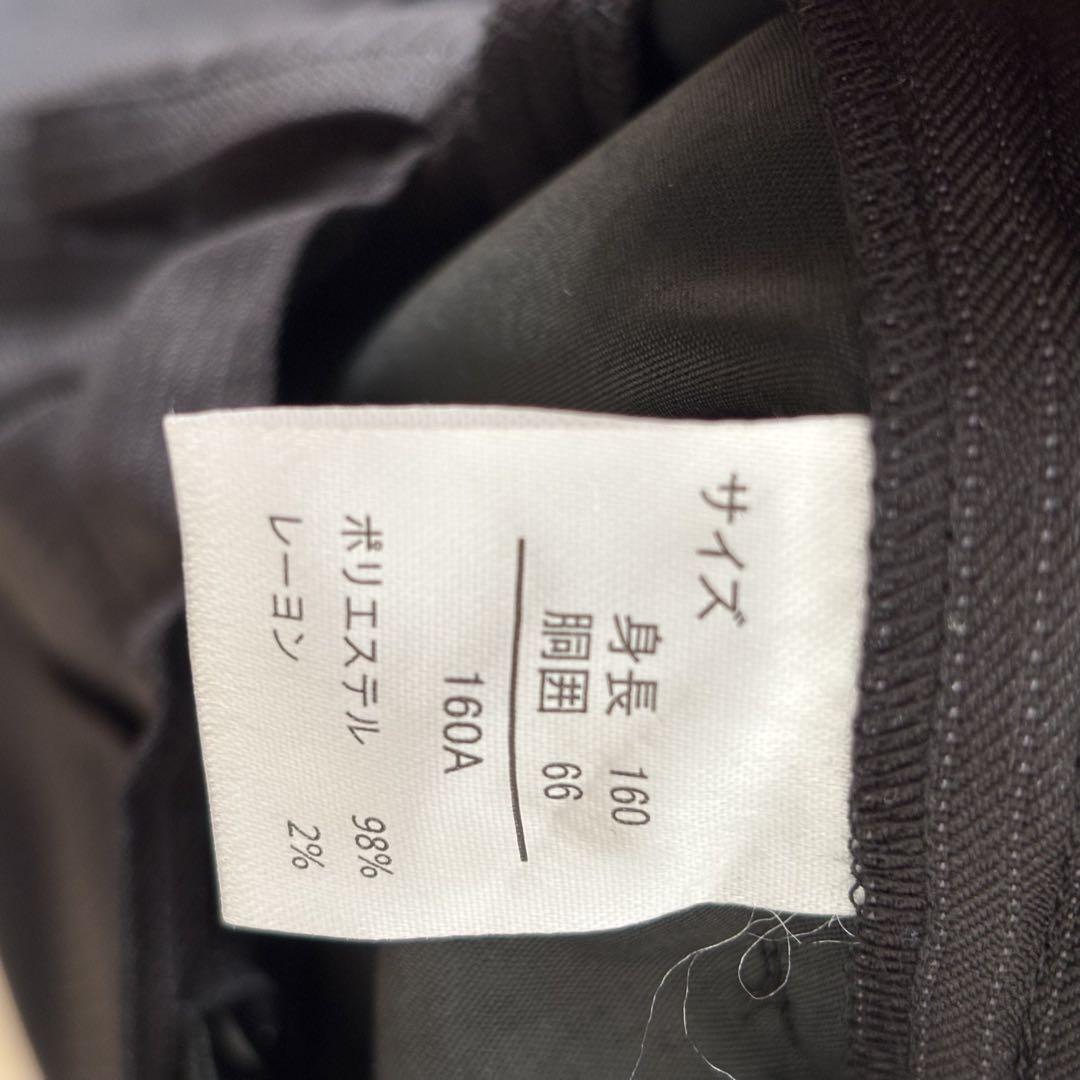 サイズ
身長 160
胴囲 66
160A
ポリエステル 98%
レーヨン 2%